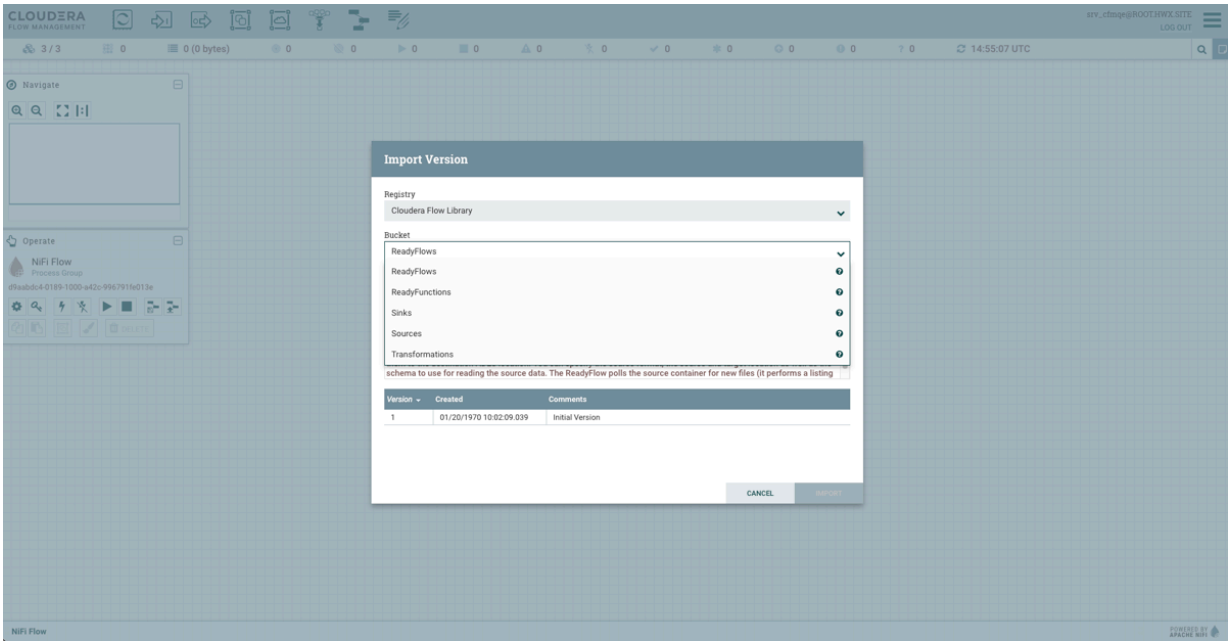 CLOUDERA
FLOW MANAGEMENT
srv_cfmqe@ROOT.HWX.SITE
LOG OUT
3 / 3 0 0 (0 bytes) 0 0 0 0 0 0 0 0 0 0 0 14:55:07 UTC
Navigate
Operate
NiFi Flow
Process Group
d9eabdc4-0189-1000-a42c-996791fe013e
DELETE
Import Version
Registry
Cloudera Flow Library
Bucket
ReadyFlows
ReadyFlows
ReadyFunctions
Sinks
Sources
Transformations
schema to use for reading the source data. The ReadyFlow polls the source container for new files (it performs a listing
Version Created Comments
1 01/20/1970 10:02:09.039 Initial Version
CANCEL IMPORT
NiFi Flow
POWERED BY
APACHE NIFI